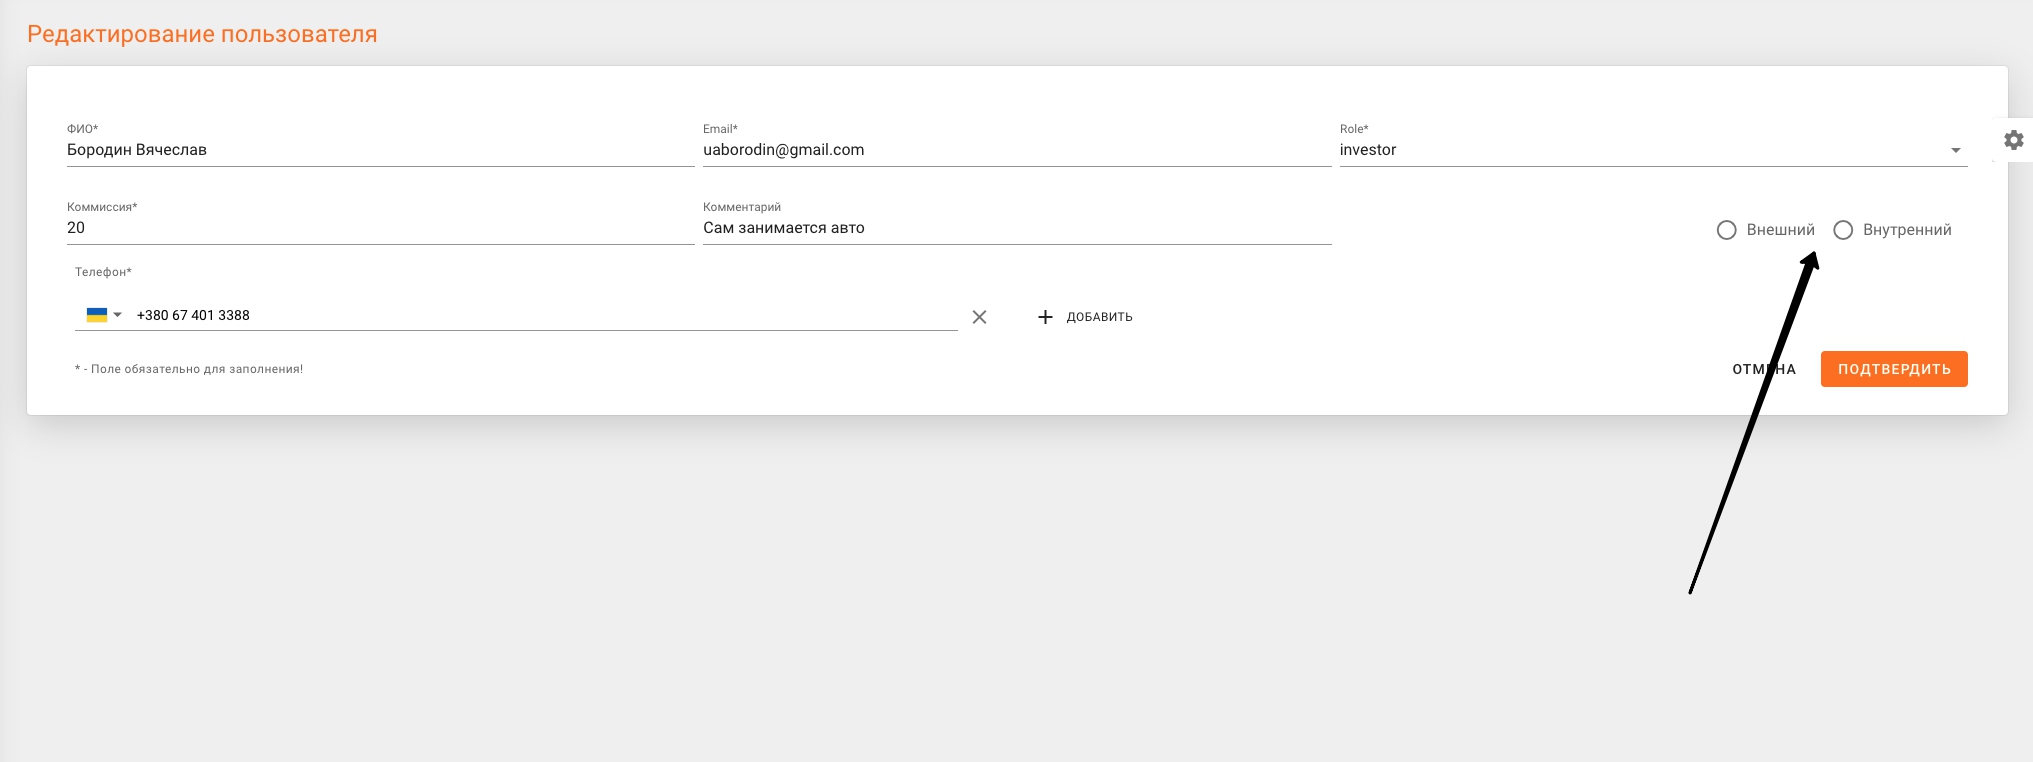 Редактирование пользователя
ФИО* Email* Role*
Бородин Вячеслав uaborodin@gmail.com investor
Коммиссия* Комментарий
20 Сам занимается авто Внешний Внутренний
Телефон*
+380 67 401 3388 ДОБАВИТЬ
* - Поле обязательно для заполнения! ОТМЕНА ПОДТВЕРДИТЬ